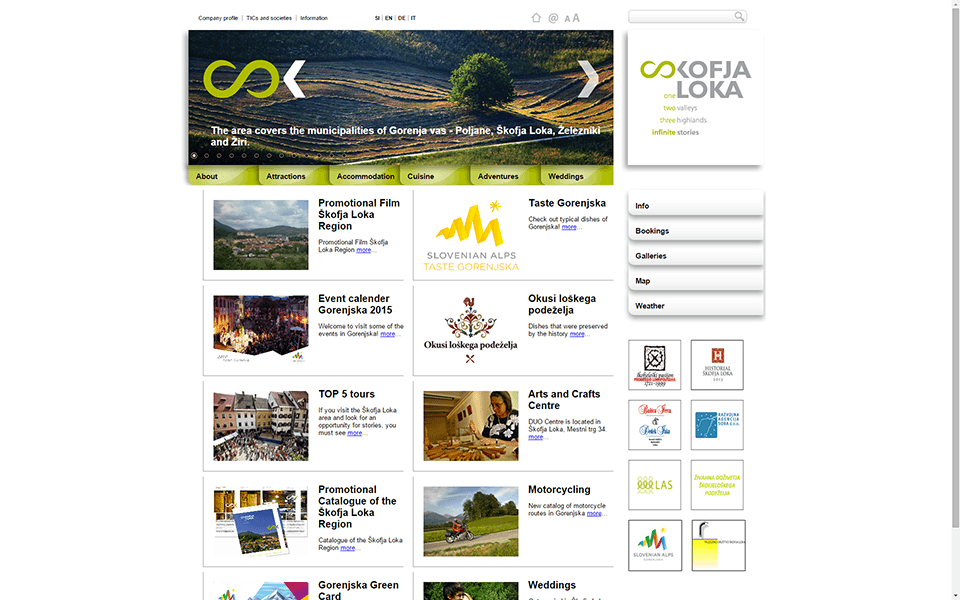 Company profile | TICs and societies | Information
SI | EN | DE | IT
@ A A
The area covers the municipalities of Gorenja vas - Poljane, Škofja Loka, Železniki
and Žiri.
About
Attractions
Accommodation
Cuisine
Adventures
Weddings
KOFJA
LOKA
one
two valleys
three highlands
infinite stories
Info
Bookings
Galleries
Map
Weather
Promotional Film
Škofja Loka
Region
Promotional Film Škofja
Loka Region more...
SLOVENIAN ALPS
TASTE GORENJSKA
Taste Gorenjska
Check out typical dishes of
Gorenjska! more...
Event calender
Gorenjska 2015
Welcome to visit some of the
events in Gorenjska! more...
Okusi loškega podeželja
Okusi loškega
podeželja
Dishes that were preserved
by the history more...
TOP 5 tours
If you visit the Škofja Loka
area and look for an
opportunity for stories, you
must see more...
Arts and Crafts
Centre
DUO Centre is located in
Škofja Loka, Mestni trg 34.
more...
Promotional
Catalogue of the
Škofja Loka
Region
Catalogue of the Škofja Loka
Region more...
Motorcycling
New catalog of motorcycle
routes in Gorenjska more...
Gorenjska Green
Card
Weddings
škofjeloški pasijon
1721-1999
HISTORIAL
ŠKOFJA LOKA
RAZVOJNA
AGENCIJA
SORA d.o.o.
LAS
SLOVENIAN ALPS